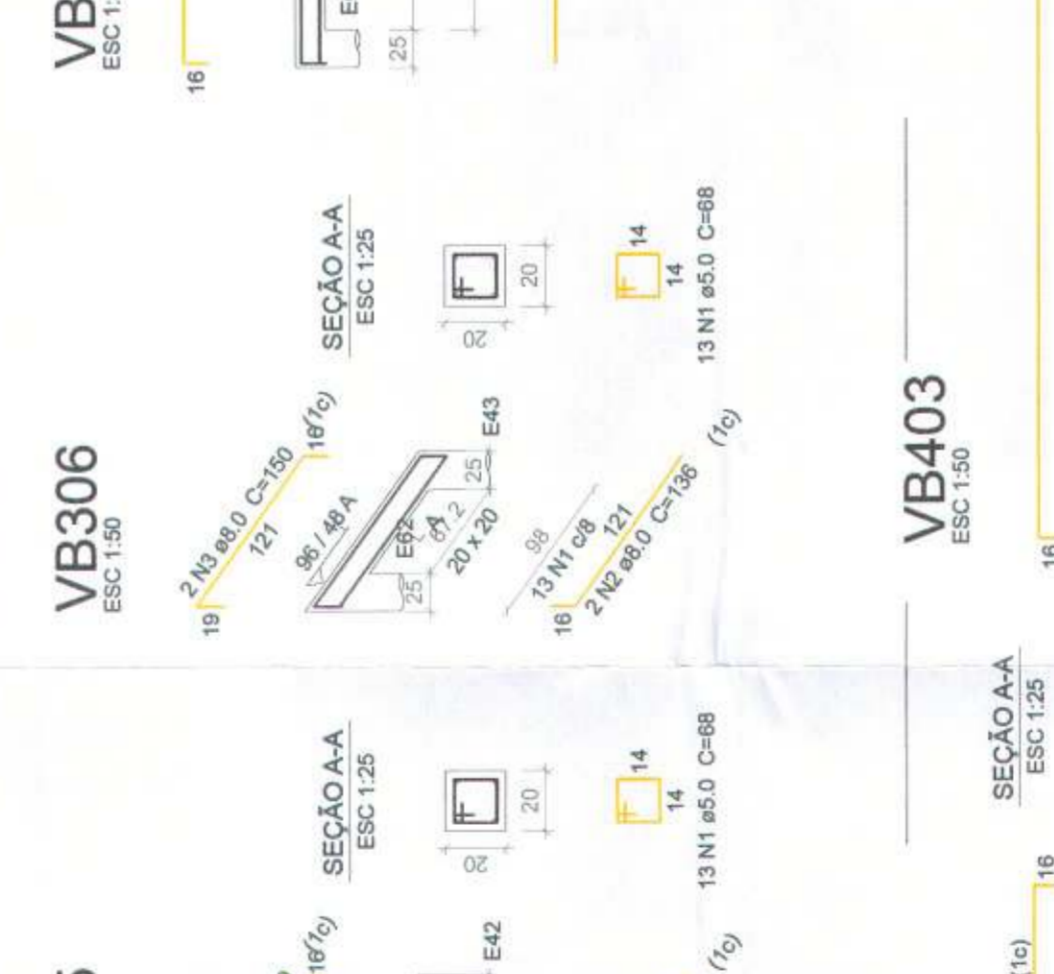 VB
ESC 1:
16
E
25
VB306
ESC 1:50
2 N3 ø8.0 C=150
121
19
16(1c)
96 / 48 A
E62
A
20 x 20
25
25
E43
98
13 N1 c/8
121
16
2 N2 ø8.0 C=136
(1c)
SEÇÃO A-A
ESC 1:25
20
20
14
14
13 N1 ø5.0 C=68
16(1c)
E42
(1c)
SEÇÃO A-A
ESC 1:25
20
20
14
14
13 N1 ø5.0 C=68
VB403
ESC 1:50
16
SEÇÃO A-A
ESC 1:25
16
(1c)